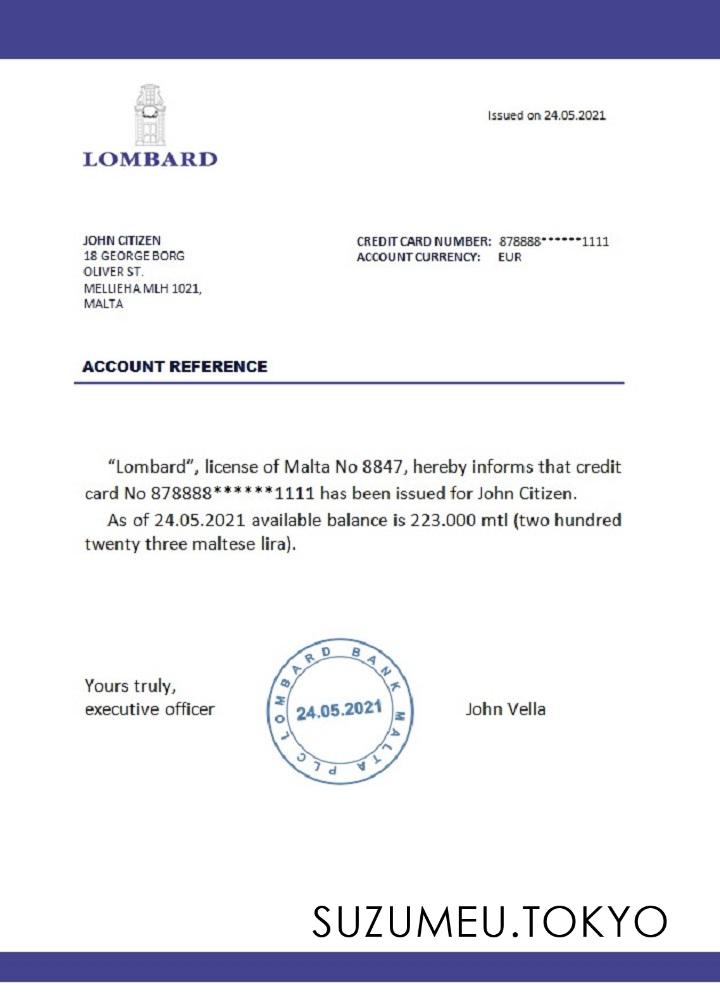 Issued on 24.05.2021
LOMBARD
JOHN CITIZEN
18 GEORGE BORG
OLIVER ST.
MELLIEHA MLH 1021,
MALTA
CREDIT CARD NUMBER: 878888******1111
ACCOUNT CURRENCY: EUR
ACCOUNT REFERENCE
“Lombard”, license of Malta No 8847, hereby informs that credit
card No 878888******1111 has been issued for John Citizen.
As of 24.05.2021 available balance is 223.000 mtl (two hundred
twenty three maltese lira).
Yours truly,
executive officer
LOMBARD BANK MALTA PLC
24.05.2021
John Vella
SUZUMEU.TOKYO